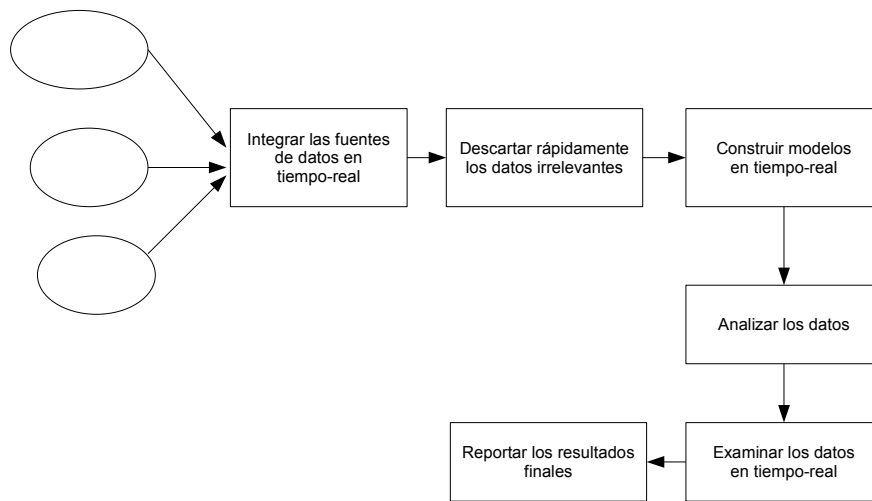 Integrar las fuentes
de datos en
tiempo-real
Descartar rápidamente
los datos irrelevantes
Construir modelos
en tiempo-real
Analizar los datos
Examinar los datos
en tiempo-real
Reportar los resultados
finales